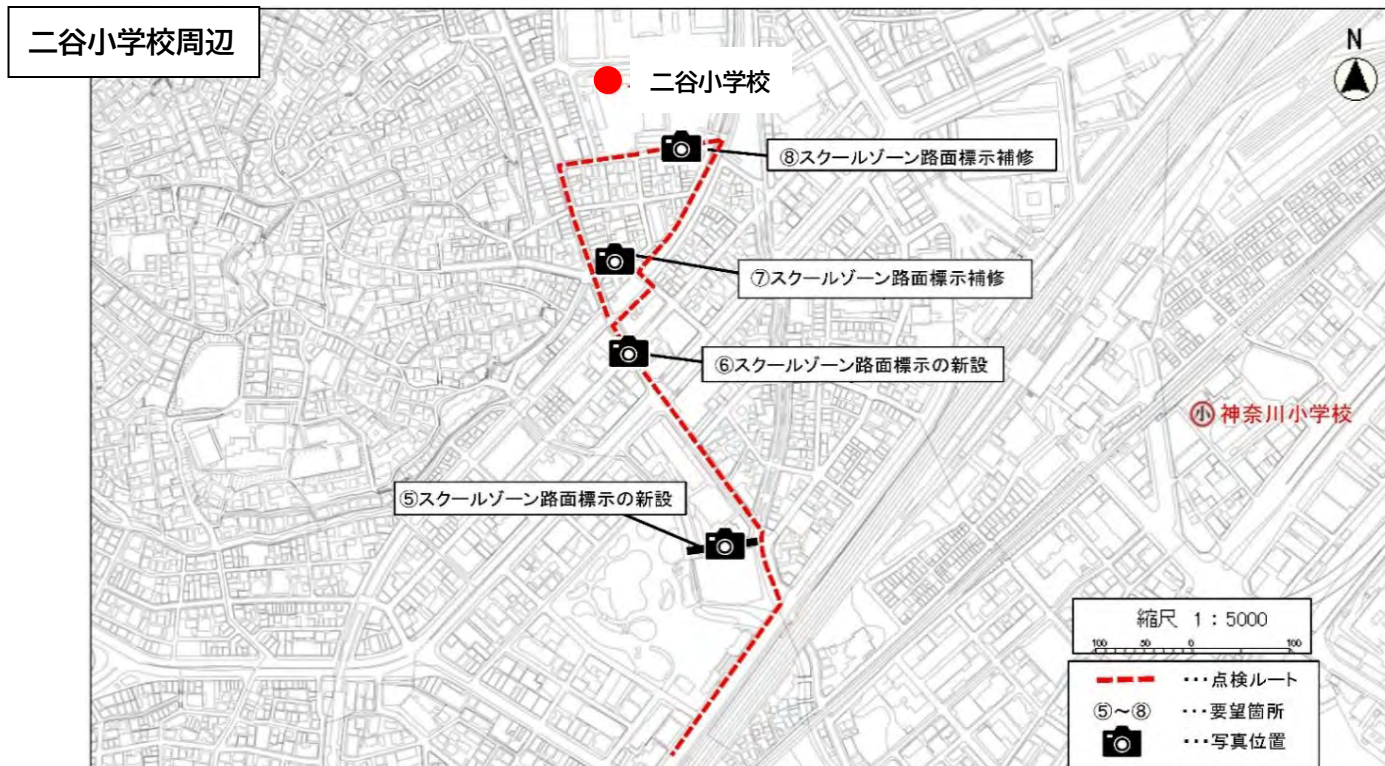 二谷小学校周辺
二谷小学校
N
⑧スクールゾーン路面標示補修
⑦スクールゾーン路面標示補修
⑥スクールゾーン路面標示の新設
小 神奈川小学校
⑤スクールゾーン路面標示の新設
縮尺 1:5000
100 50 0 100
･･･点検ルート
⑤～⑧ ･･･要望箇所
･･･写真位置